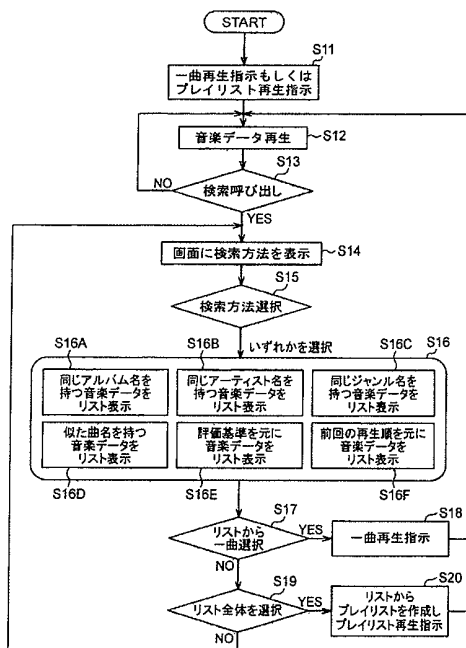 START
S11
一曲再生指示もしくは
プレイリスト再生指示
音楽データ再生
S12
S13
検索呼び出し
NO
YES
画面に検索方法を表示
S14
S15
検索方法選択
いずれかを選択
S16
S16A
S16B
S16C
同じアルバム名を
持つ音楽データを
リスト表示
同じアーティスト名を
持つ音楽データを
リスト表示
同じジャンル名を
持つ音楽データを
リスト表示
似た曲名を持つ
音楽データを
リスト表示
評価基準を元に
音楽データを
リスト表示
前回の再生順を元に
音楽データを
リスト表示
S16D
S16E
S16F
S17
リストから
一曲選択
YES
NO
S18
一曲再生指示
S19
リスト全体を選択
YES
NO
S20
リストから
プレイリストを作成し
プレイリスト再生指示